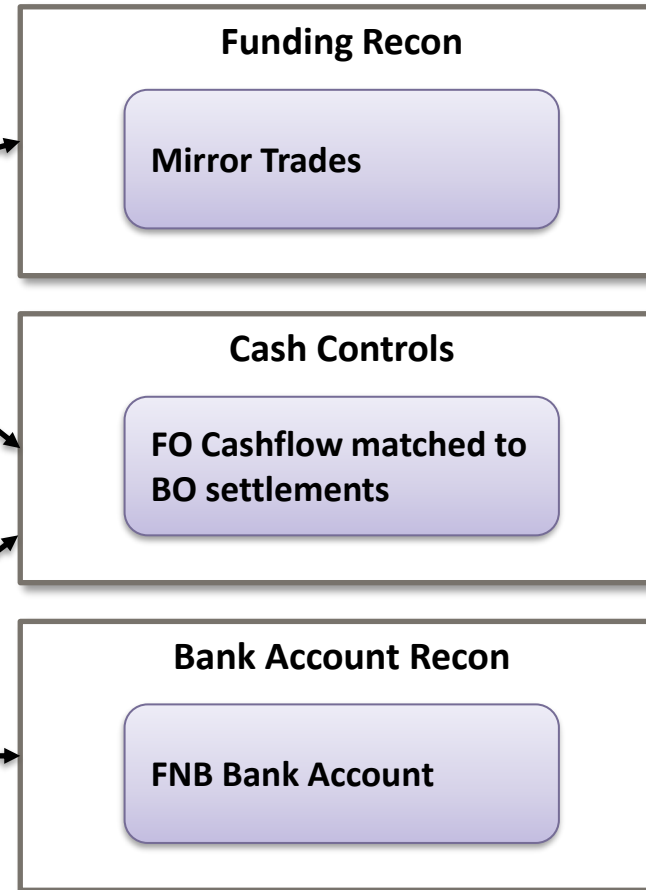 Funding Recon
Mirror Trades
Cash Controls
FO Cashflow matched to
BO settlements
Bank Account Recon
FNB Bank Account